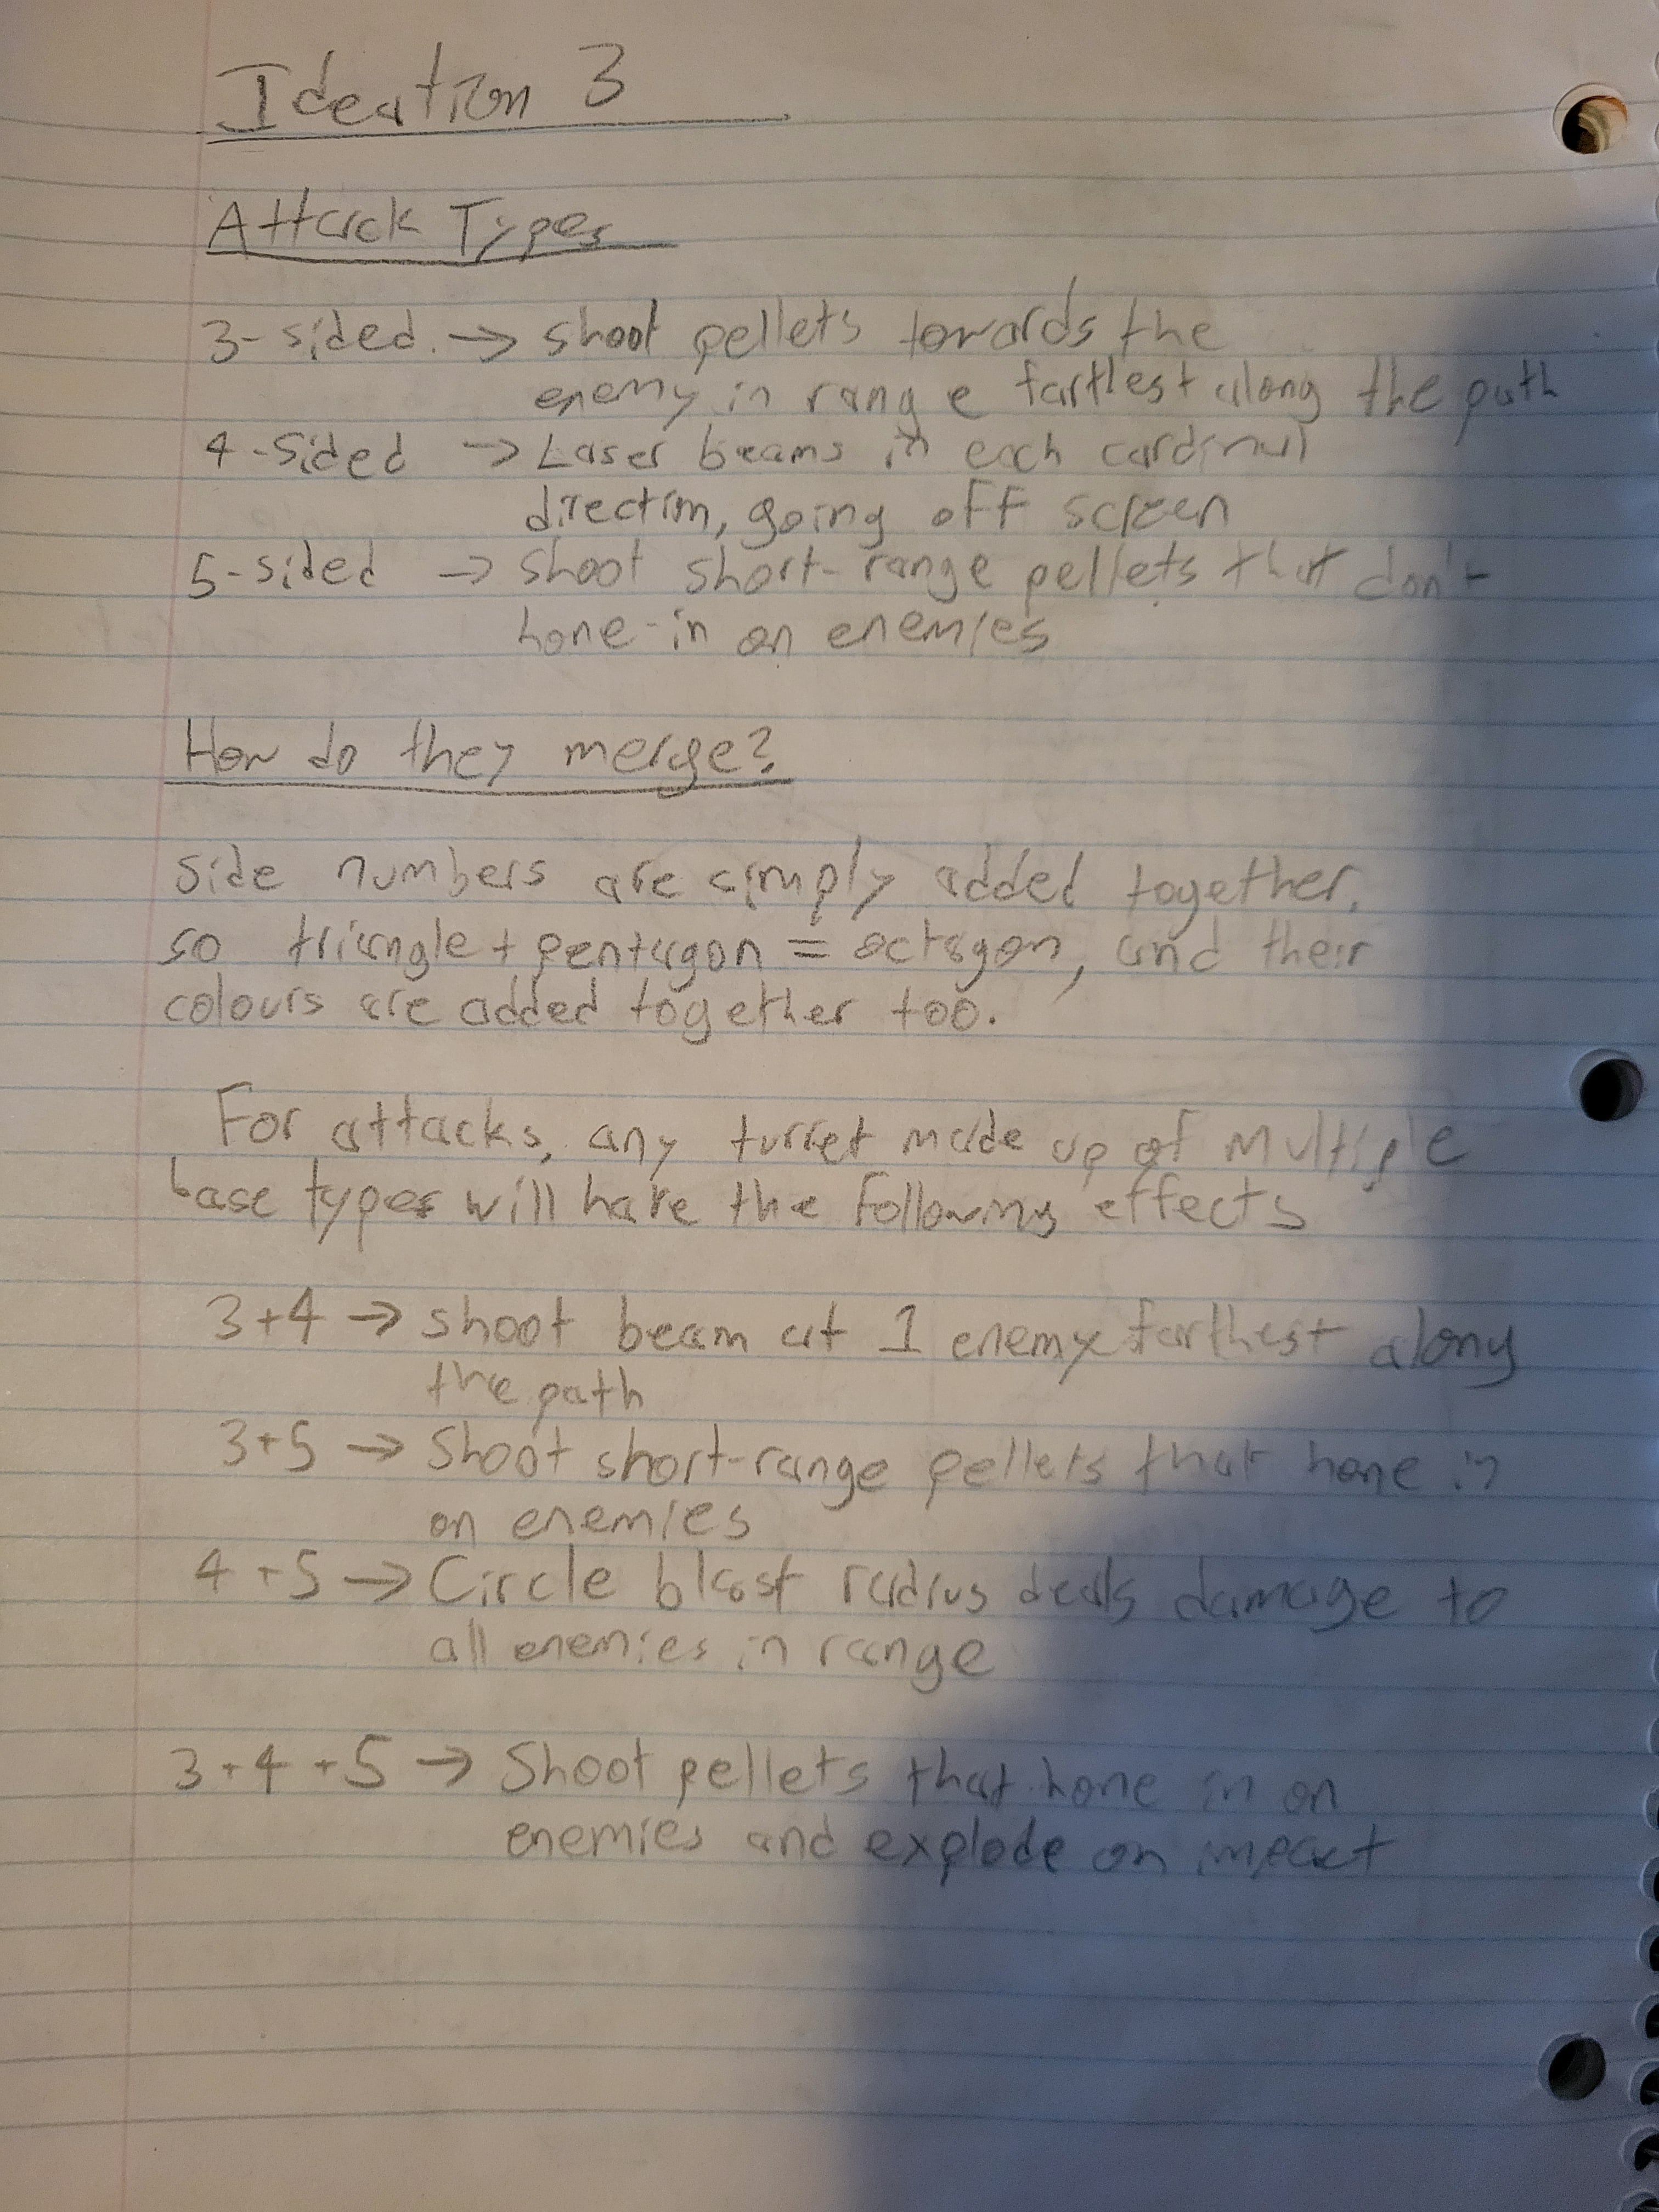 Ideation 3
Attack Types
3-sided. → shoot pellets towards the
enemy in range farthest along the path
4-sided → Laser beams in each cardinal
direction, going off screen
5-sided → shoot short-range pellets that don't
hone-in on enemies
How do they merge?
side numbers are simply added together,
so triangle + pentagon = octagon, and their
colours are added together too.
For attacks, any turret made up of multiple
base types will have the following effects
3+4 → shoot beam at 1 enemy farthest along
the path
3+5 → Shoot short-range pellets that hone in
on enemies
4+5 → Circle blast radius deals damage to
all enemies in range
3+4+5 → Shoot pellets that hone in on
enemies and explode on impact